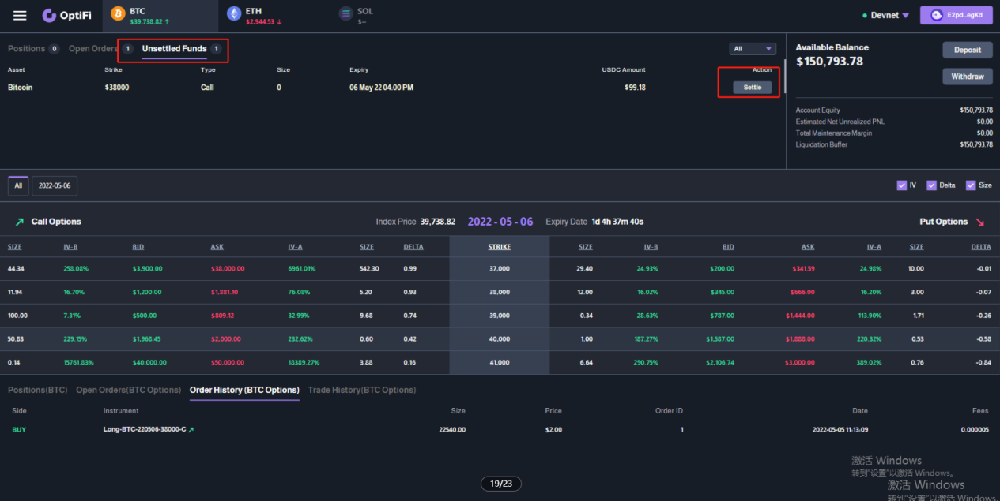 OptiFi
BTC
$39,738.82 ↑
ETH
$2,944.53 ↓
SOL
$--
Devnet
E2pd..egKd
Positions 0 Open Orders 1 Unsettled Funds 1 All
Asset Strike Type Size Expiry USDC Amount Action
Bitcoin $38000 Call 0 06 May 22 04:00 PM $99.18 Settle
Available Balance
$150,793.78
Deposit
Withdraw
Account Equity $150,793.78
Estimated Net Unrealized PNL $0.00
Total Maintenance Margin $0.00
Liquidation Buffer $150,793.78
All 2022-05-06 IV Delta Size
Call Options Index Price 39,738.82 2022 - 05 - 06 Expiry Date 1d 4h 37m 40s Put Options
SIZE IV-B BID ASK IV-A SIZE DELTA STRIKE SIZE IV-B BID ASK IV-A SIZE DELTA
44.34 258.08% $3,900.00 $38,000.00 6961.01% 542.30 0.99 37,000 29.40 24.93% $200.00 $341.59 24.98% 10.00 -0.01
11.94 16.70% $1,200.00 $1,881.10 76.08% 5.20 0.93 38,000 12.00 16.02% $345.00 $666.00 16.20% 3.00 -0.07
100.00 7.31% $500.00 $809.12 32.99% 9.68 0.74 39,000 0.34 28.63% $787.00 $1,444.00 113.90% 1.71 -0.26
50.83 229.15% $1,968.45 $2,000.00 232.62% 0.60 0.42 40,000 1.00 187.27% $1,587.00 $1,888.00 220.32% 0.53 -0.58
0.14 15761.83% $40,000.00 $50,000.00 18389.27% 3.88 0.16 41,000 6.64 290.75% $2,106.74 $3,000.00 389.02% 0.76 -0.84
Positions(BTC) Open Orders(BTC Options) Order History (BTC Options) Trade History(BTC Options)
Side Instrument Size Price Order ID Date Fees
BUY Long-BTC-220506-38000-C 22540.00 $2.00 1 2022-05-05 11:13:09 0.000005
激活 Windows
转到"设置"以激活 Windows。
19/23
激活 Windows
转到"设置"以激活 Windows。